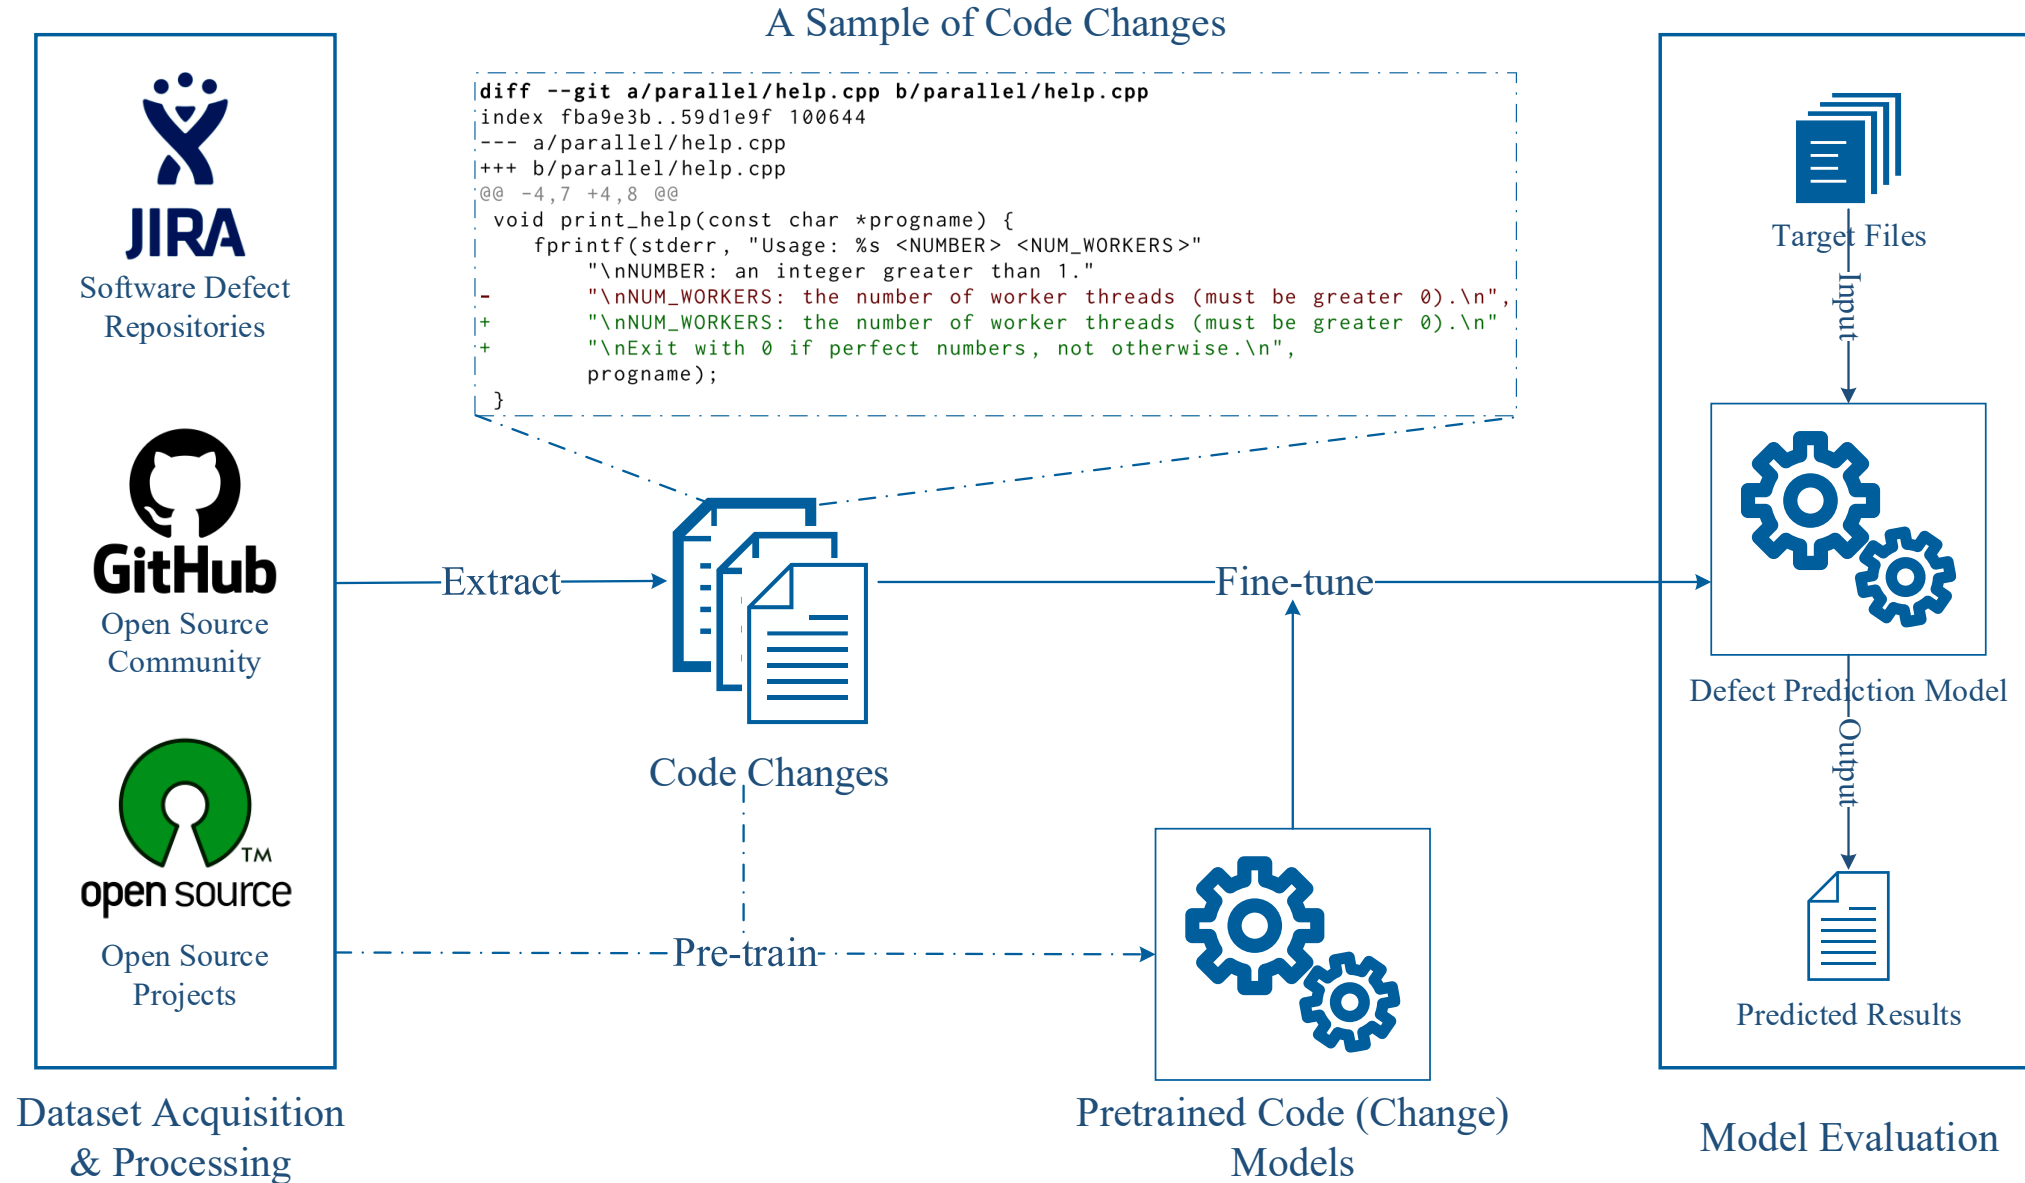 A Sample of Code Changes
JIRA
Software Defect
Repositories
GitHub
Open Source
Community
TM
open source
Open Source
Projects
Dataset Acquisition
& Processing
diff --git a/parallel/help.cpp b/parallel/help.cpp
index fba9e3b..59d1e9f 100644
--- a/parallel/help.cpp
+++ b/parallel/help.cpp
@@ -4,7 +4,8 @@
void print_help(const char *progname) {
fprintf(stderr, "Usage: %s <NUMBER> <NUM_WORKERS>"
"\nNUMBER: an integer greater than 1."
- "\nNUM_WORKERS: the number of worker threads (must be greater 0).\n",
+ "\nNUM_WORKERS: the number of worker threads (must be greater 0).\n"
+ "\nExit with 0 if perfect numbers, not otherwise.\n",
progname);
}
Extract
Code Changes
Fine-tune
Pre-train
Pretrained Code (Change)
Models
Target Files
Input
Defect Prediction Model
Output
Predicted Results
Model Evaluation